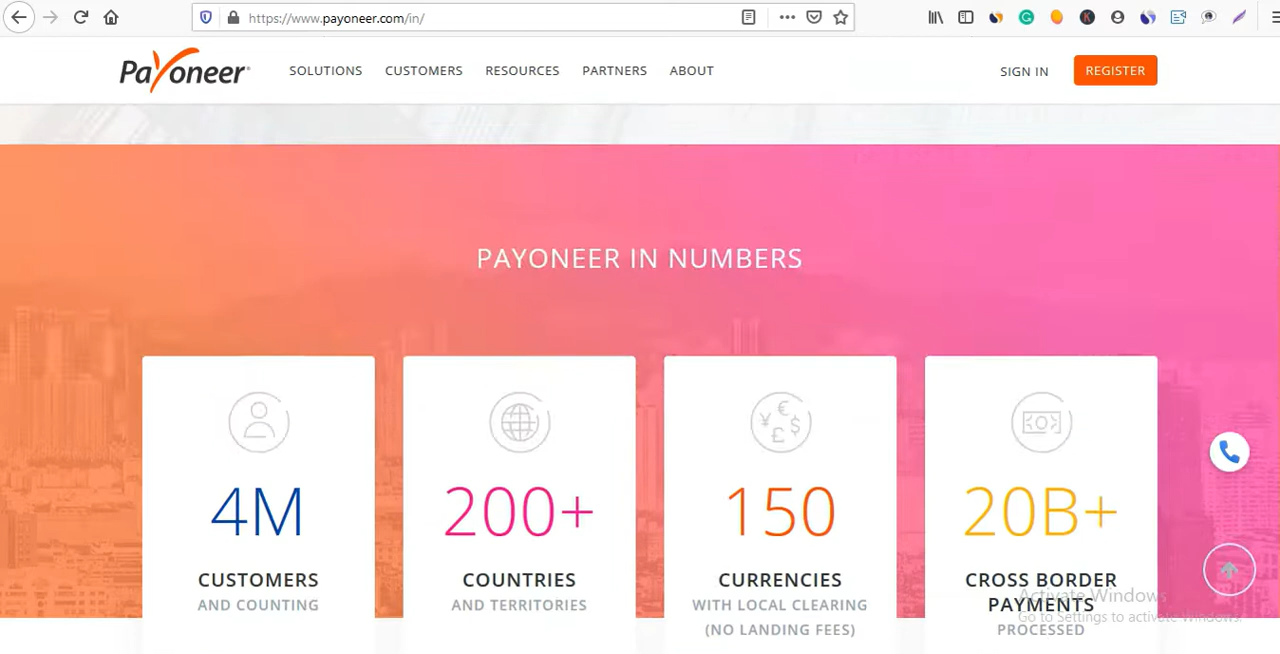 https://www.payoneer.com/in/
Payoneer SOLUTIONS CUSTOMERS RESOURCES PARTNERS ABOUT SIGN IN REGISTER
PAYONEER IN NUMBERS
4M 200+ 150 20B+
CUSTOMERS COUNTRIES CURRENCIES CROSS BORDER
AND COUNTING AND TERRITORIES WITH LOCAL CLEARING PAYMENTS
(NO LANDING FEES) PROCESSED
Activate Windows
Go to Settings to activate Windows.